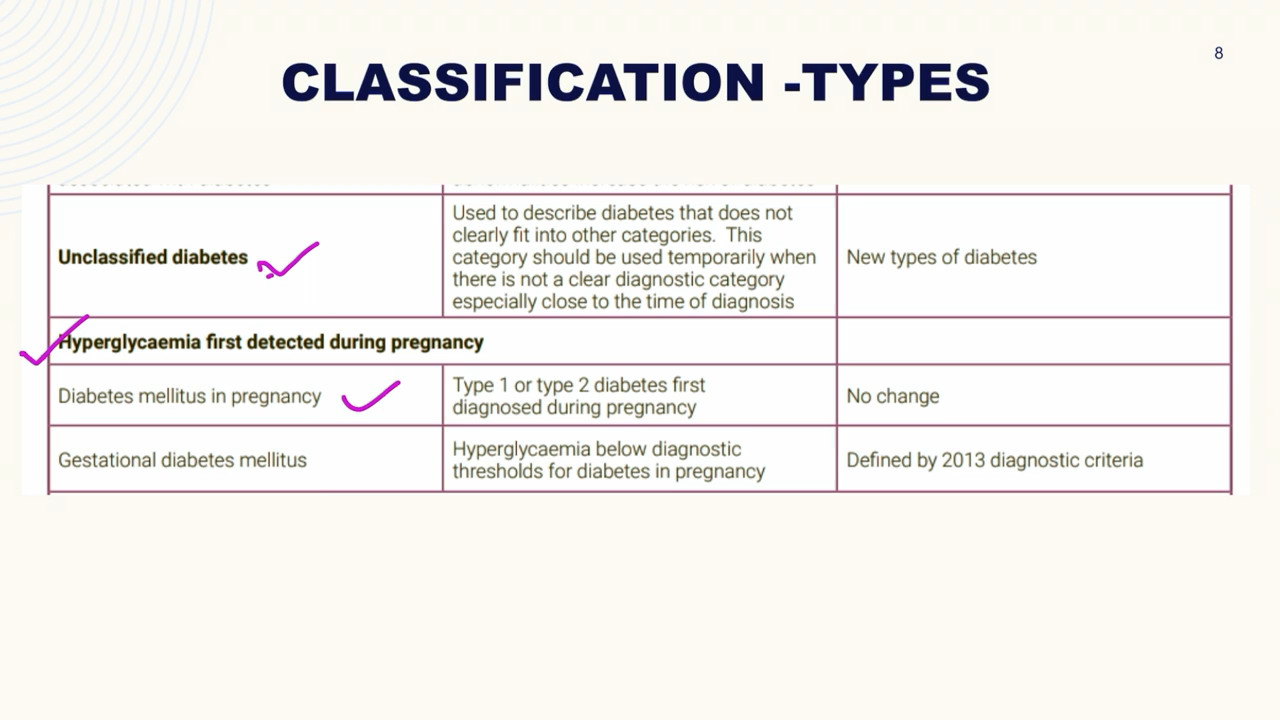 8
CLASSIFICATION -TYPES
Unclassified diabetes
Used to describe diabetes that does not
clearly fit into other categories. This
category should be used temporarily when
there is not a clear diagnostic category
especially close to the time of diagnosis
New types of diabetes
Hyperglycaemia first detected during pregnancy
Diabetes mellitus in pregnancy
Type 1 or type 2 diabetes first
diagnosed during pregnancy
No change
Gestational diabetes mellitus
Hyperglycaemia below diagnostic
thresholds for diabetes in pregnancy
Defined by 2013 diagnostic criteria